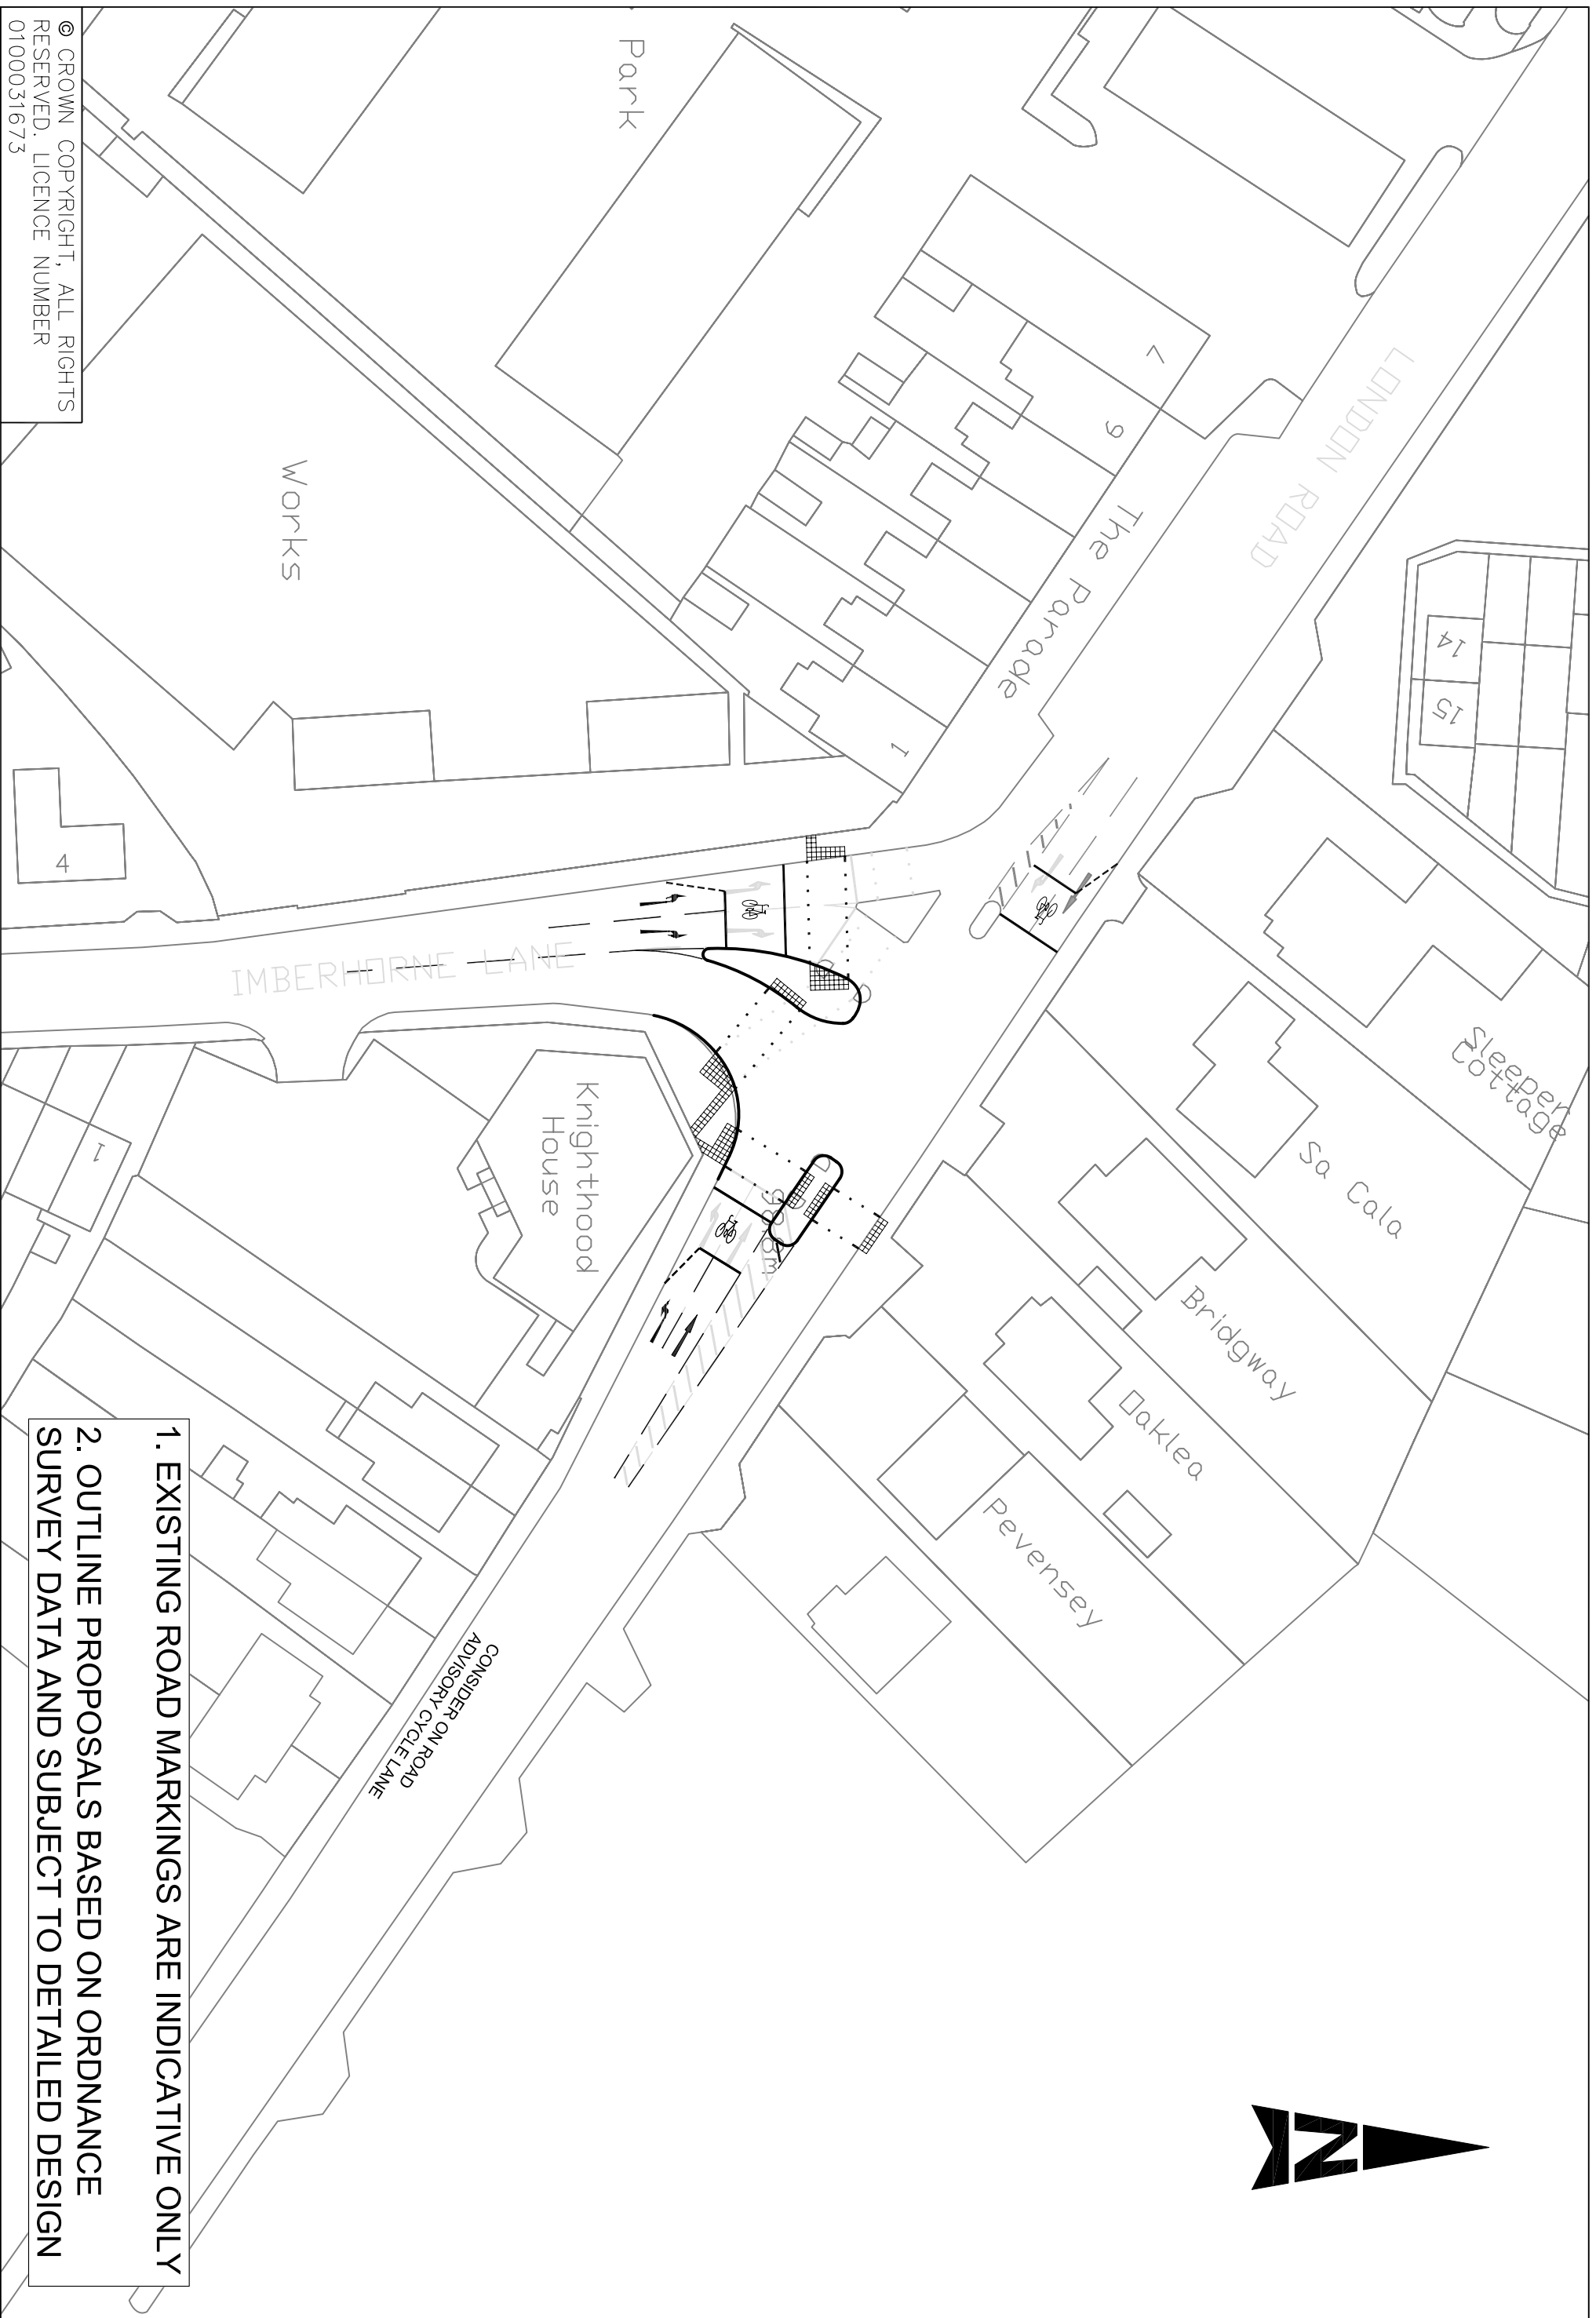 LONDON ROAD
Park
The Parade
7
9
1
14
15
Works
4
IMBERHORNE LANE
Sleeper
Cottage
Sa Cala
Bridgway
Oaklea
Pevensey
Knighthood
House
1
CONSIDER ON ROAD
ADVISORY CYCLE LANE
N
1. EXISTING ROAD MARKINGS ARE INDICATIVE ONLY
2. OUTLINE PROPOSALS BASED ON ORDNANCE
SURVEY DATA AND SUBJECT TO DETAILED DESIGN
© CROWN COPYRIGHT, ALL RIGHTS
RESERVED. LICENCE NUMBER
0100031673